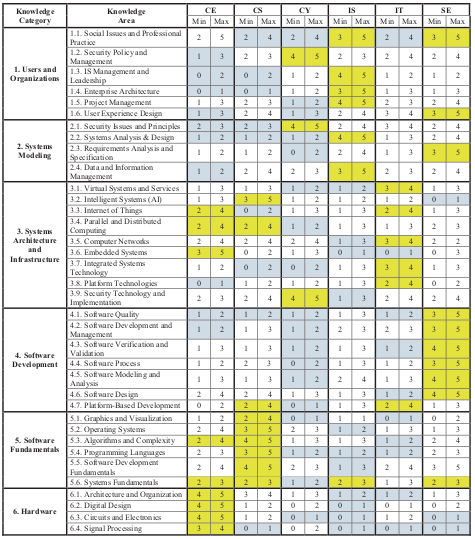 Knowledge Category Knowledge Area CE CS CY IS IT SE
Min Max Min Max Min Max Min Max Min Max Min Max
1. Users and Organizations
1.1. Social Issues and Professional Practice 2 5 2 4 2 4 3 5 2 4 3 5
1.2. Security Policy and Management 1 3 2 3 4 5 2 3 2 4 2 4
1.3. IS Management and Leadership 0 2 0 2 1 2 4 5 1 2 1 2
1.4. Enterprise Architecture 0 1 0 1 1 2 3 5 1 3 1 3
1.5. Project Management 1 3 2 3 1 2 4 5 2 3 2 4
1.6. User Experience Design 1 3 2 4 1 3 2 4 3 4 3 5
2. Systems Modeling
2.1. Security Issues and Principles 2 3 2 3 4 5 2 4 3 4 2 4
2.2. Systems Analysis & Design 1 2 1 2 1 2 4 5 1 3 2 4
2.3. Requirements Analysis and Specification 1 2 1 2 0 2 2 4 1 3 3 5
2.4. Data and Information Management 1 2 2 4 2 3 3 5 2 3 2 4
3. Systems Architecture and Infrastructure
3.1. Virtual Systems and Services 1 3 1 3 1 2 1 2 3 4 1 3
3.2. Intelligent Systems (AI) 1 3 3 5 1 2 1 2 1 2 0 1
3.3. Internet of Things 2 4 0 2 1 3 1 3 2 4 1 3
3.4. Parallel and Distributed Computing 2 4 2 4 1 2 1 3 1 3 2 3
3.5. Computer Networks 2 4 2 4 2 4 1 3 3 4 2 2
3.6. Embedded Systems 3 5 0 2 1 3 0 1 0 1 0 3
3.7. Integrated Systems Technology 1 2 0 2 0 2 1 3 3 4 1 3
3.8. Platform Technologies 0 1 1 2 1 2 1 3 2 4 0 2
3.9. Security Technology and Implementation 2 3 2 4 4 5 1 3 2 4 2 4
4. Software Development
4.1. Software Quality 1 2 1 2 1 2 1 3 1 2 3 5
4.2. Software Development and Management 1 2 1 3 1 2 2 3 2 3 3 5
4.3. Software Verification and Validation 1 3 1 3 1 2 1 3 1 2 4 5
4.4. Software Process 1 2 2 3 0 2 1 3 1 2 3 5
4.5. Software Modeling and Analysis 1 3 1 3 1 2 2 4 1 3 4 5
4.6. Software Design 2 4 2 4 1 3 1 3 1 2 4 5
4.7. Platform-Based Development 0 2 2 4 0 1 1 3 2 4 1 3
5. Software Fundamentals
5.1. Graphics and Visualization 1 2 2 4 0 1 1 1 0 1 0 2
5.2. Operating Systems 2 4 3 5 2 3 1 2 1 3 1 3
5.3. Algorithms and Complexity 2 4 4 5 1 3 1 3 1 2 2 4
5.4. Programming Languages 2 3 3 5 1 2 1 2 1 2 2 3
5.5. Software Development Fundamentals 2 4 4 5 2 3 1 3 2 4 3 5
5.6. Systems Fundamentals 2 3 2 3 1 2 2 3 1 3 2 3
6. Hardware
6.1. Architecture and Organization 4 5 3 4 1 3 1 2 1 2 1 3
6.2. Digital Design 4 5 1 2 0 2 0 1 0 1 0 2
6.3. Circuits and Electronics 4 5 1 2 0 1 0 1 1 2 0 1
6.4. Signal Processing 3 4 0 1 0 2 0 1 0 1 0 1